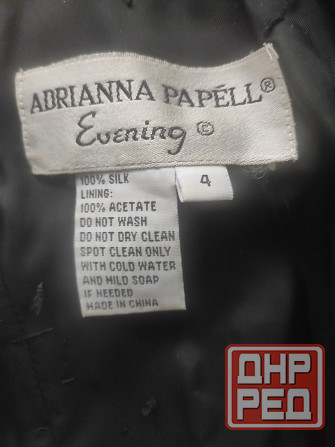 ADRIANNA PAPÉLL®
Evening ©
4
100% SILK
LINING:
100% ACETATE
DO NOT WASH
DO NOT DRY CLEAN
SPOT CLEAN ONLY
WITH COLD WATER
AND MILD SOAP
IF NEEDED
MADE IN CHINA
ДНР
РЕД